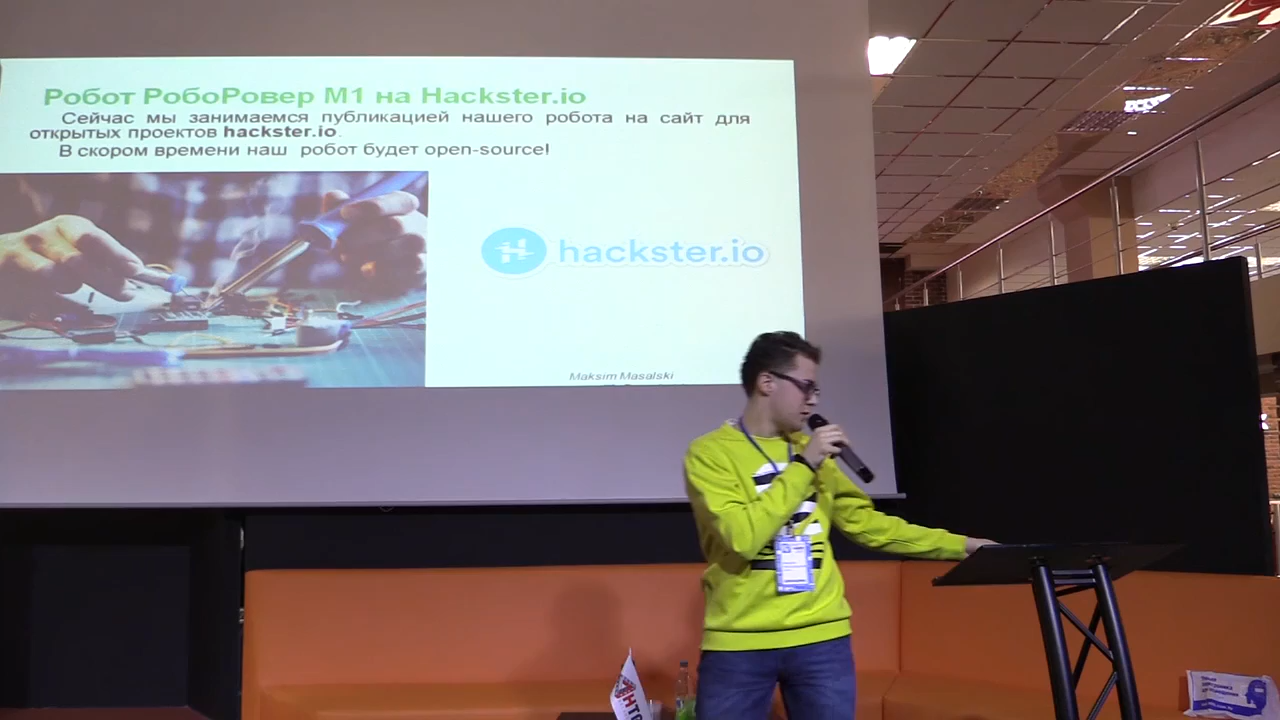 Робот РобоРовер М1 на Hackster.io
Сейчас мы занимаемся публикацией нашего робота на сайт для
открытых проектов hackster.io.
В скором времени наш робот будет open-source!
hackster.io
Maksim Masalski